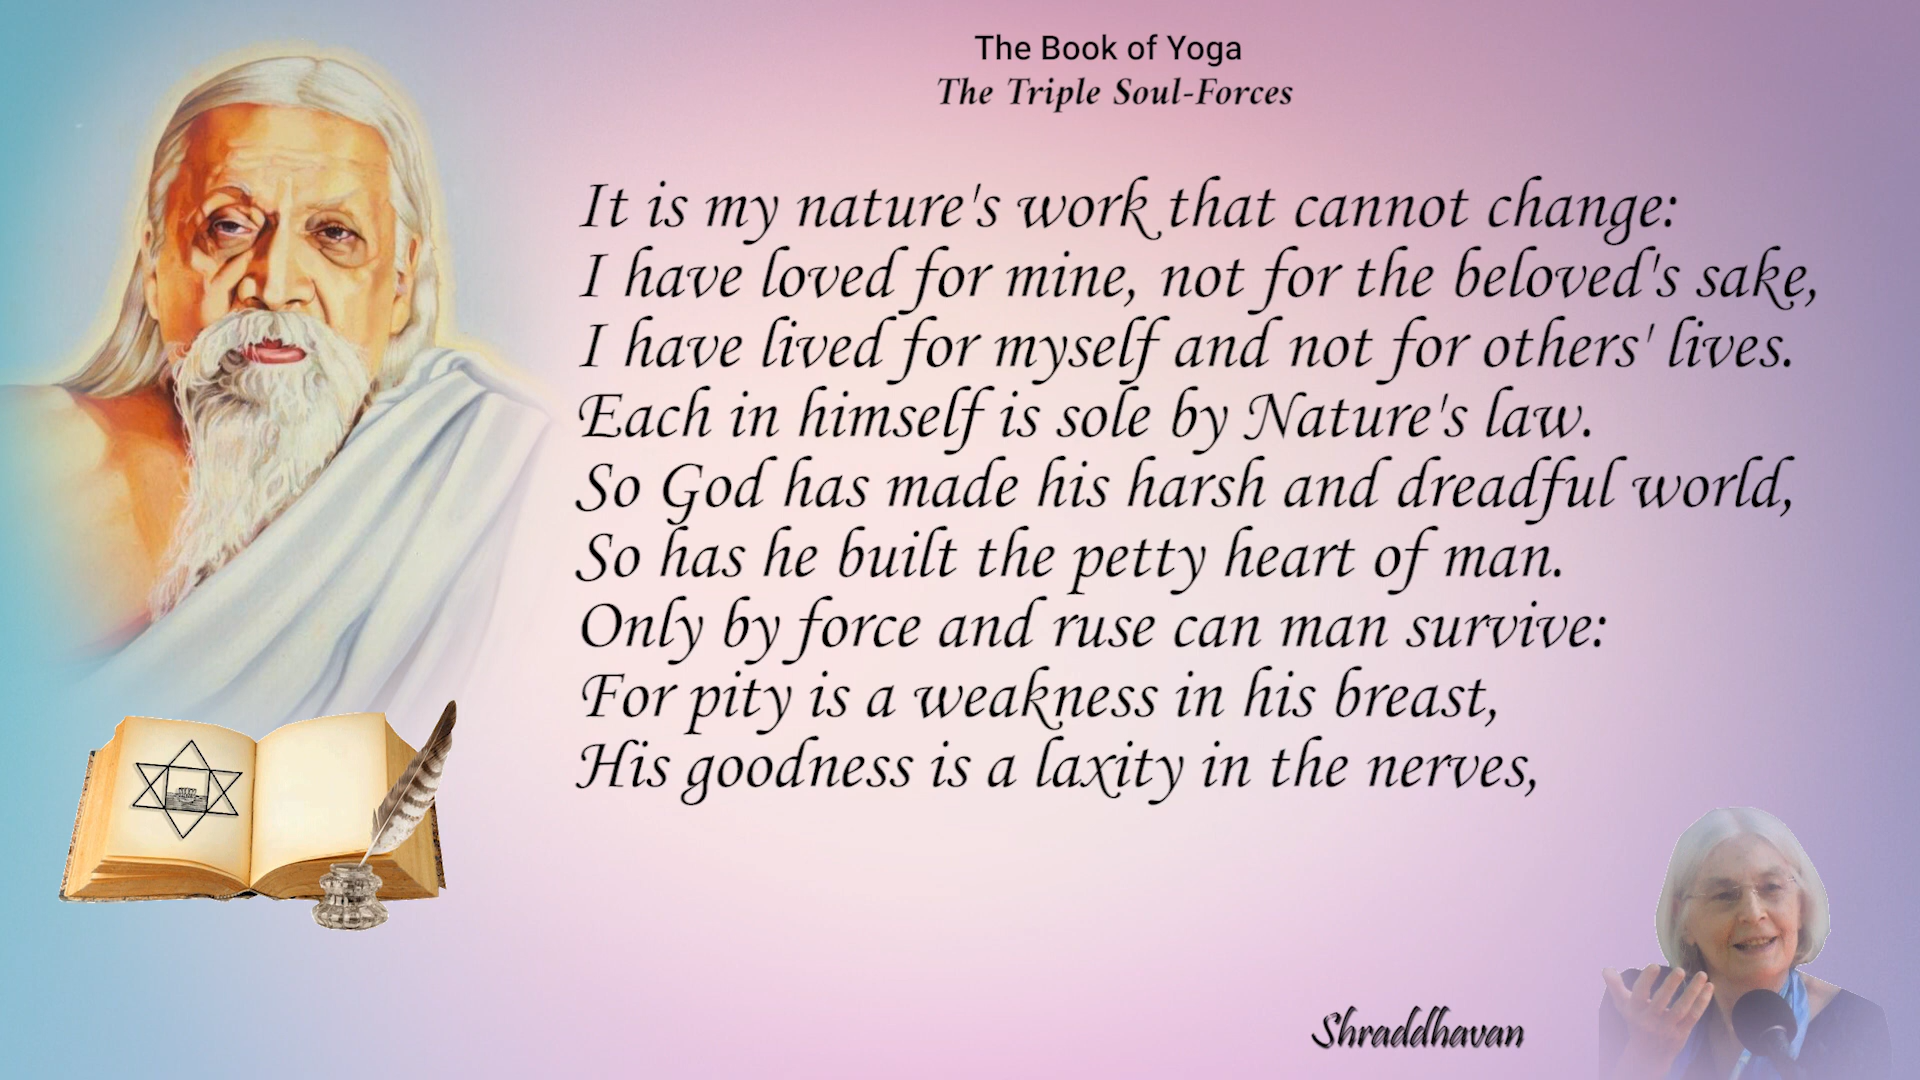 The Book of Yoga
The Triple Soul-Forces
It is my nature's work that cannot change:
I have loved for mine, not for the beloved's sake,
I have lived for myself and not for others' lives.
Each in himself is sole by Nature's law.
So God has made his harsh and dreadful world,
So has he built the petty heart of man.
Only by force and ruse can man survive:
For pity is a weakness in his breast,
His goodness is a laxity in the nerves,
Shraddhavan